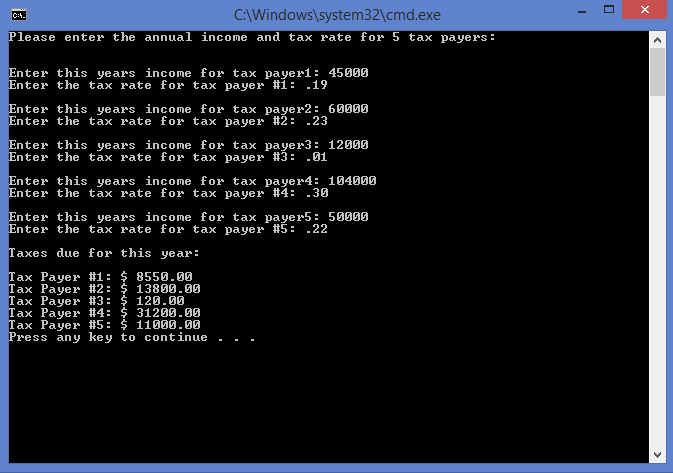 C:\Windows\system32\cmd.exe
Please enter the annual income and tax rate for 5 tax payers:
Enter this years income for tax payer1: 45000
Enter the tax rate for tax payer #1: .19
Enter this years income for tax payer2: 60000
Enter the tax rate for tax payer #2: .23
Enter this years income for tax payer3: 12000
Enter the tax rate for tax payer #3: .01
Enter this years income for tax payer4: 104000
Enter the tax rate for tax payer #4: .30
Enter this years income for tax payer5: 50000
Enter the tax rate for tax payer #5: .22
Taxes due for this year:
Tax Payer #1: $ 8550.00
Tax Payer #2: $ 13800.00
Tax Payer #3: $ 120.00
Tax Payer #4: $ 31200.00
Tax Payer #5: $ 11000.00
Press any key to continue . . .